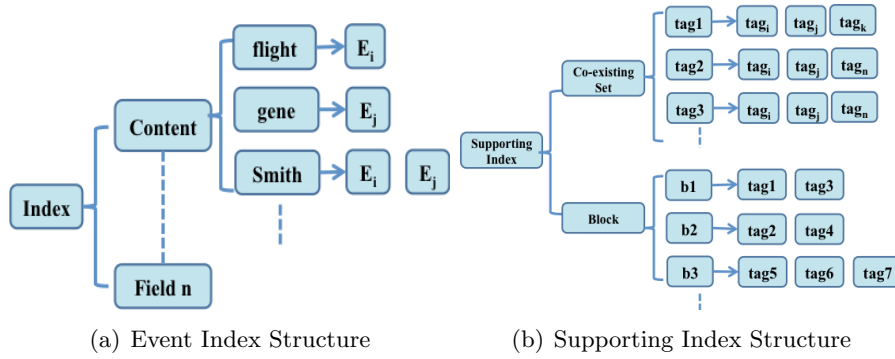 flight E_i
Content gene E_j
Smith E_i E_j
Index
Field n
(a) Event Index Structure
tag1 tag_i tag_j tag_k
Co-existing Set tag2 tag_i tag_j tag_n
tag3 tag_i tag_j tag_n
Supporting Index
b1 tag1 tag3
Block b2 tag2 tag4
b3 tag5 tag6 tag7
(b) Supporting Index Structure